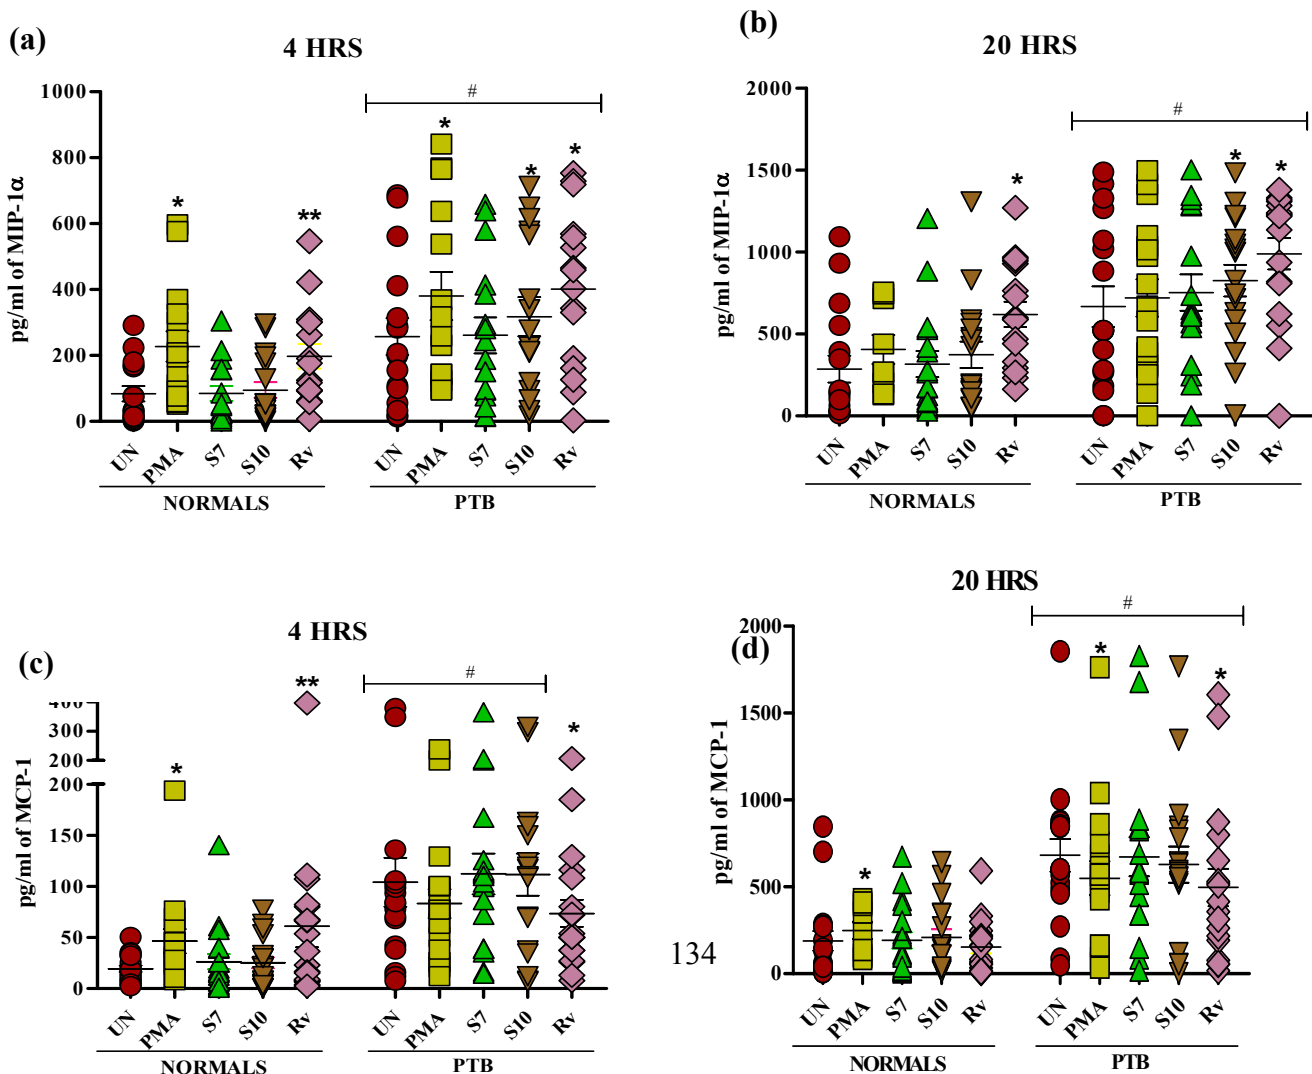 (a)
4 HRS
#
1000
800
600
400
200
0
pg/ml of MIP-1α
*
**
*
*
*
UN
PMA
S7
S10
Rv
UN
PMA
S7
S10
Rv
NORMALS
PTB
(b)
20 HRS
#
2000
1500
1000
500
0
pg/ml of MIP-1α
*
*
*
UN
PMA
S7
S10
Rv
UN
PMA
S7
S10
Rv
NORMALS
PTB
(c)
4 HRS
#
400
300
200
200
150
100
50
0
pg/ml of MCP-1
*
**
*
UN
PMA
S7
S10
Rv
UN
PMA
S7
S10
Rv
NORMALS
PTB
(d)
20 HRS
#
2000
1500
1000
500
0
pg/ml of MCP-1
*
*
*
UN
PMA
S7
S10
Rv
UN
PMA
S7
S10
Rv
NORMALS
PTB
134